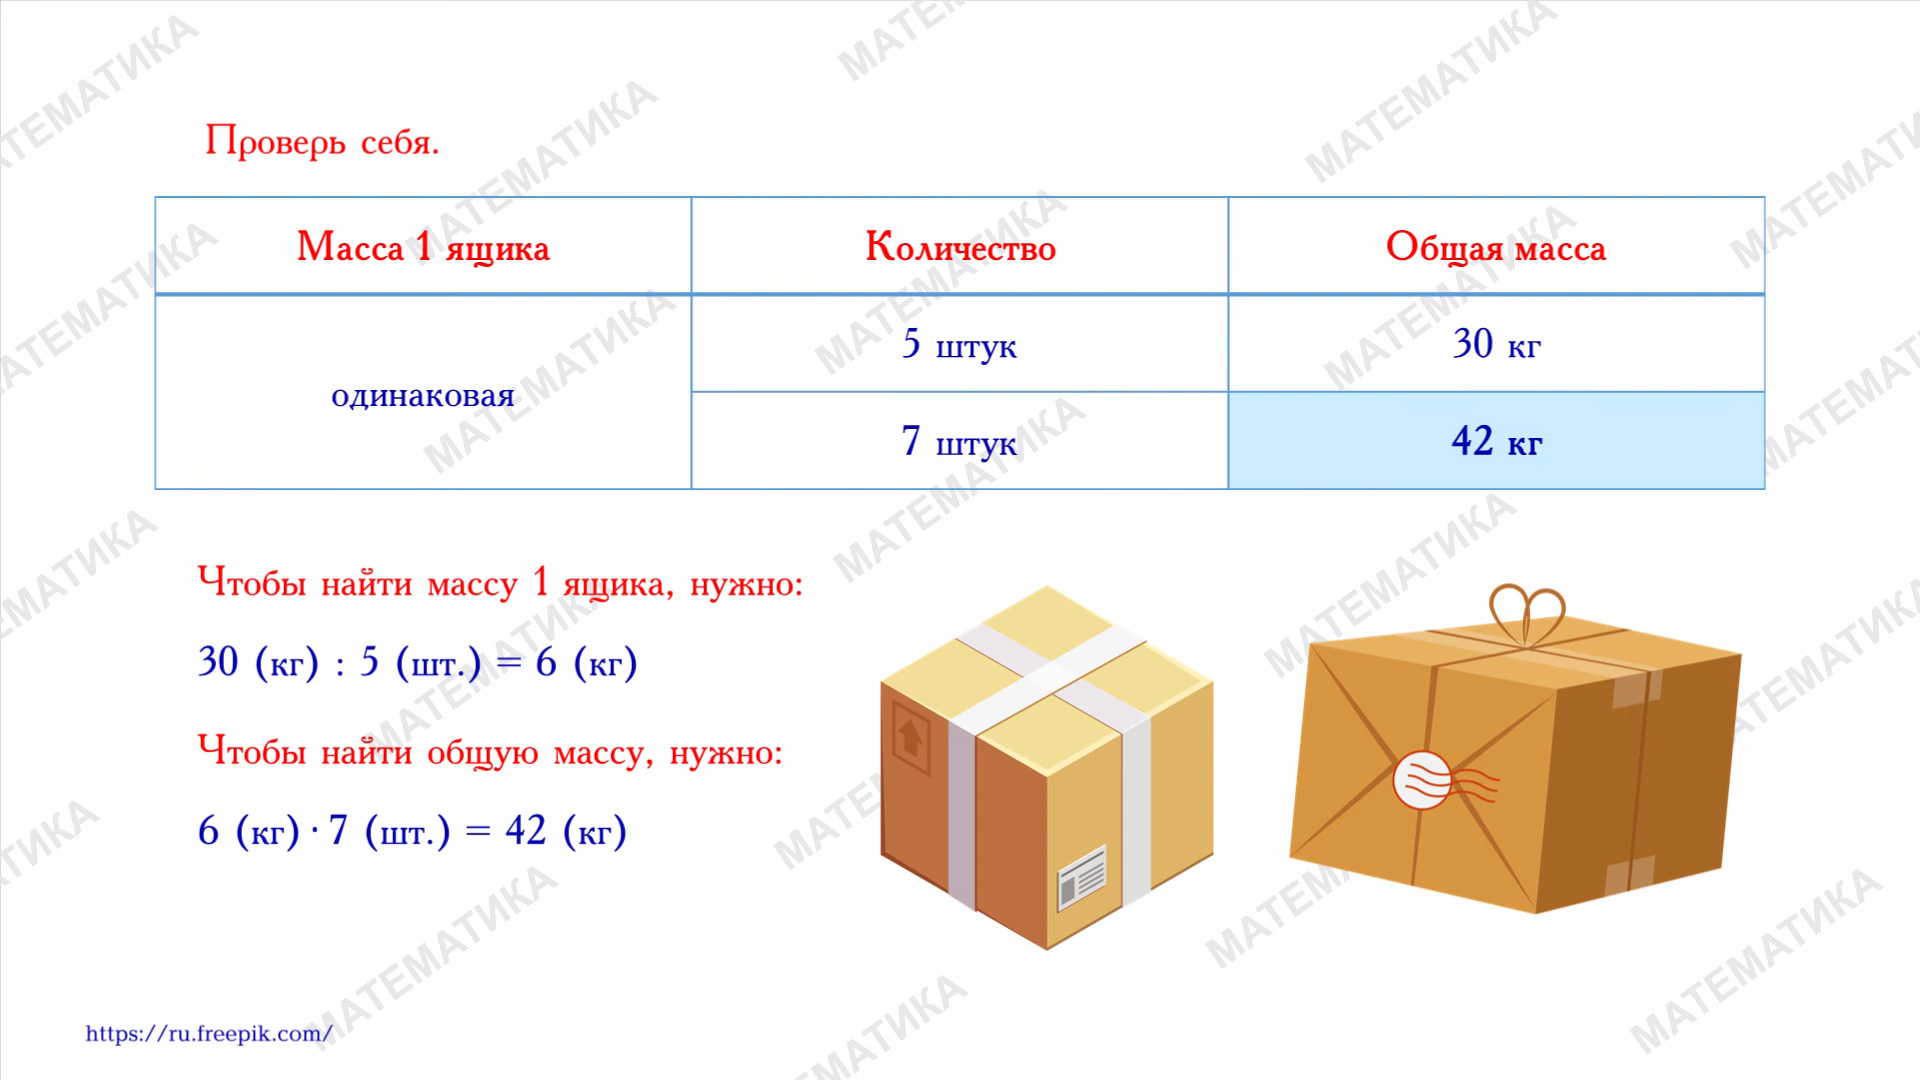 Проверь себя.
Масса 1 ящика Количество Общая масса
одинаковая
5 штук 30 кг
7 штук 42 кг
Чтобы найти массу 1 ящика, нужно:
30 (кг) : 5 (шт.) = 6 (кг)
Чтобы найти общую массу, нужно:
6 (кг) · 7 (шт.) = 42 (кг)
https://ru.freepik.com/
МАТЕМАТИКА